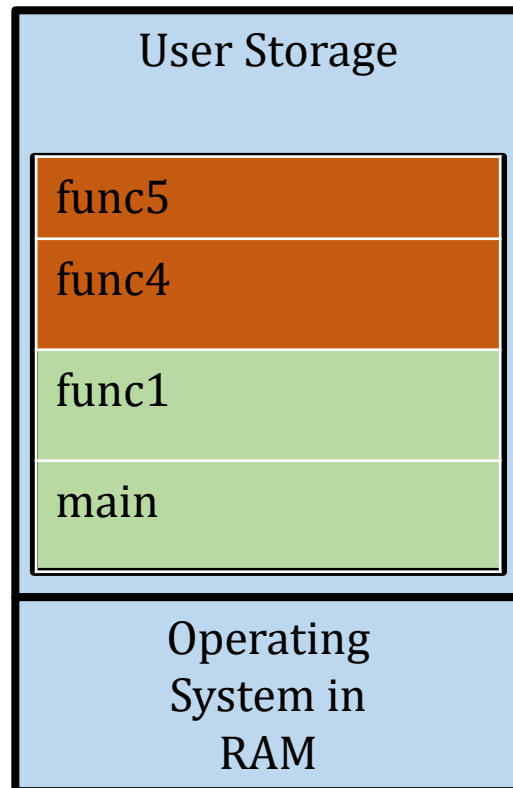 User Storage
func5
func4
func1
main
Operating
System in
RAM